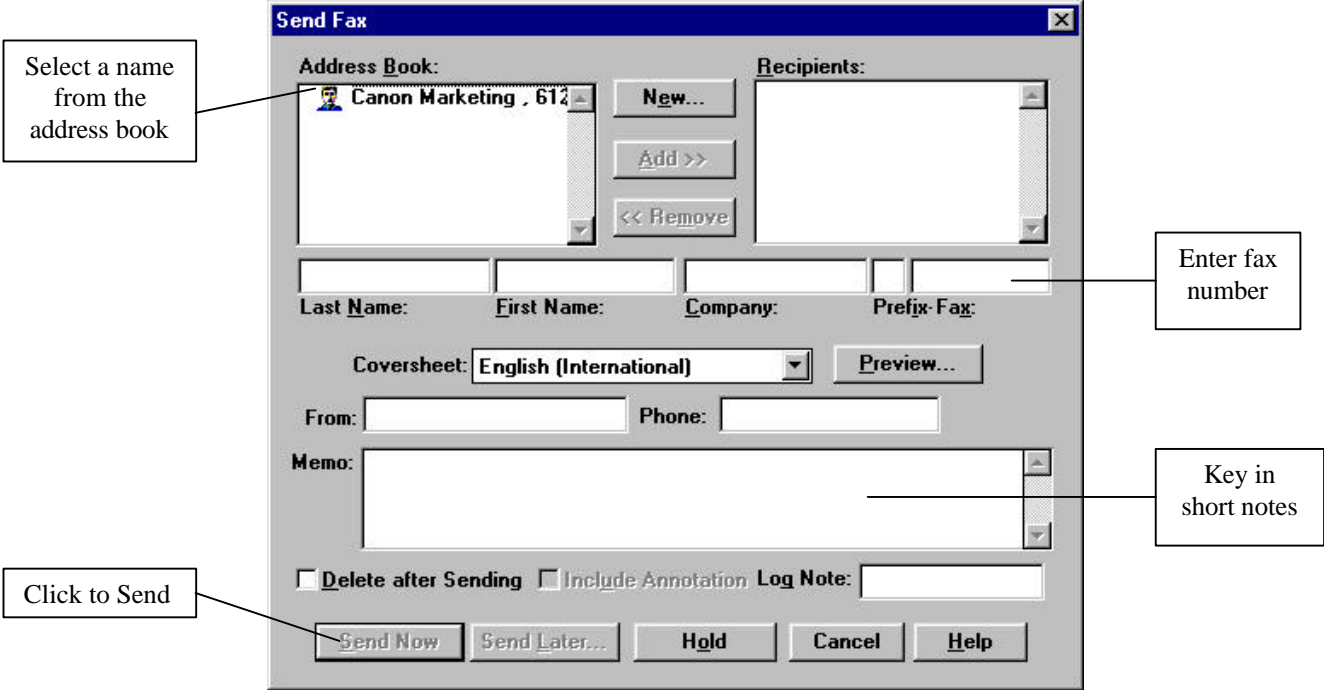 Send Fax
Select a name
from the
address book
Address Book:
Recipients:
Canon Marketing , 612
New...
Add >>
<< Remove
Enter fax
number
Last Name:
First Name:
Company:
Prefix-Fax:
Coversheet: English (International)
Preview...
From:
Phone:
Memo:
Key in
short notes
Delete after Sending
Include Annotation
Log Note:
Click to Send
Send Now
Send Later...
Hold
Cancel
Help